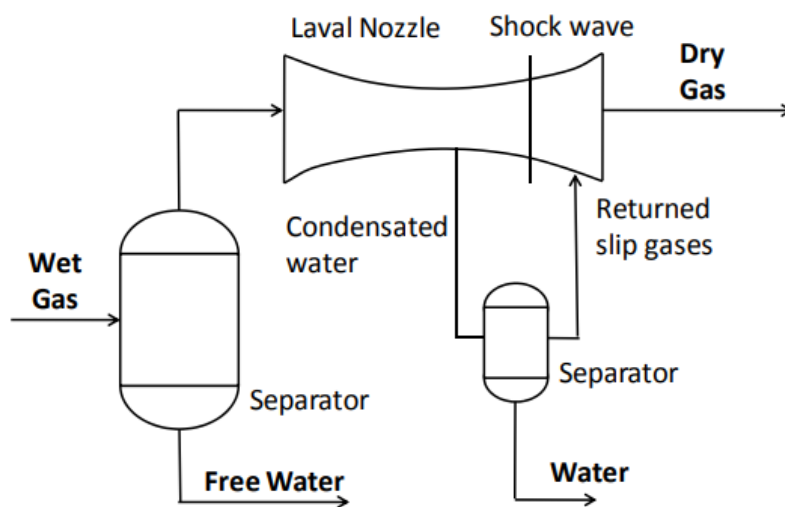 Laval Nozzle
Shock wave
Dry
Gas
Condensated
water
Returned
slip gases
Wet
Gas
Separator
Separator
Free Water
Water